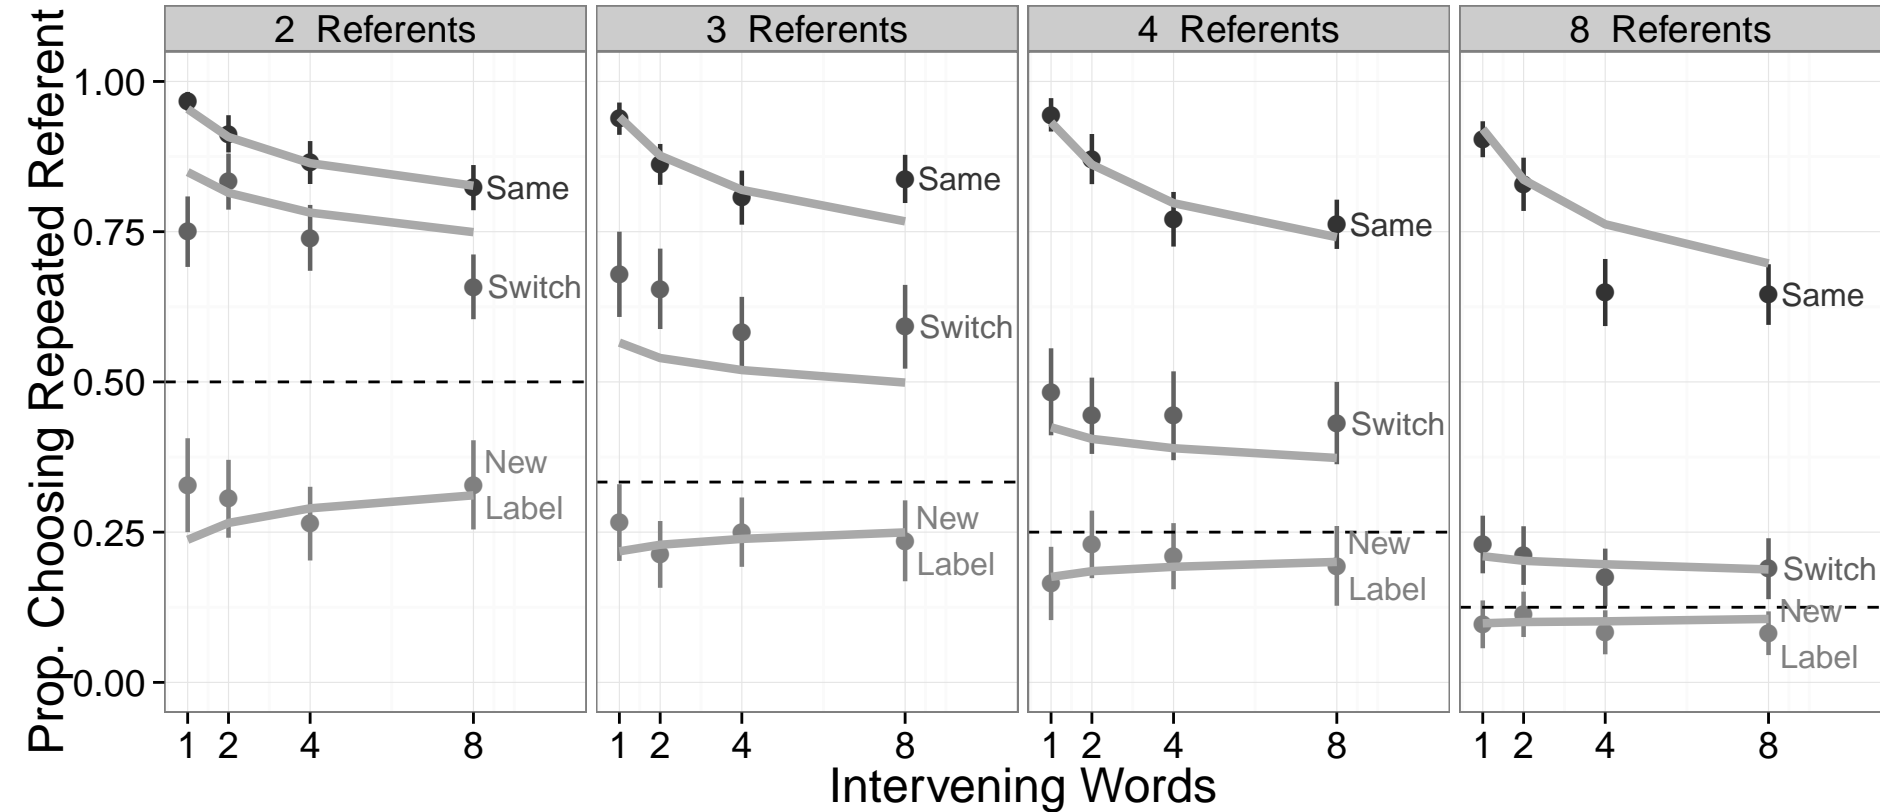 2 Referents
3 Referents
4 Referents
8 Referents
Prop. Choosing Repeated Referent
1.00
0.75
0.50
0.25
0.00
Same
Switch
New
Label
Same
Switch
New
Label
Same
Switch
New
Label
Same
Switch
New
Label
1 2 4 8
1 2 4 8
1 2 4 8
1 2 4 8
Intervening Words